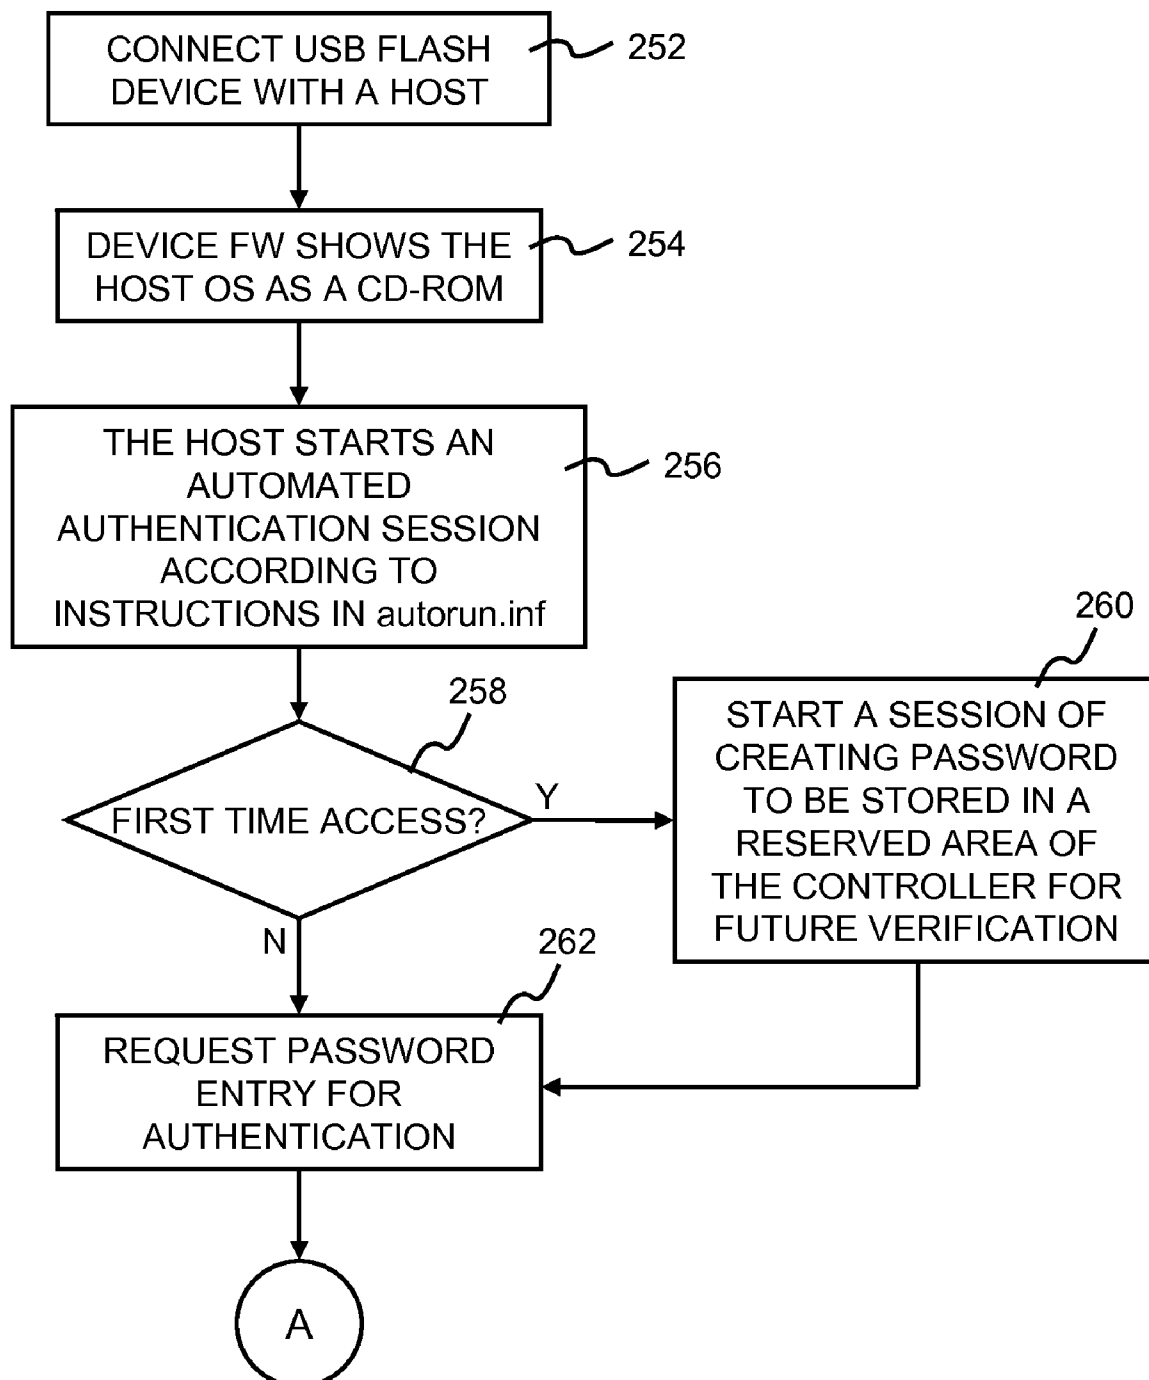 CONNECT USB FLASH
DEVICE WITH A HOST
252
DEVICE FW SHOWS THE
HOST OS AS A CD-ROM
254
THE HOST STARTS AN
AUTOMATED
AUTHENTICATION SESSION
ACCORDING TO
INSTRUCTIONS IN autorun.inf
256
258
FIRST TIME ACCESS?
Y
N
260
START A SESSION OF
CREATING PASSWORD
TO BE STORED IN A
RESERVED AREA OF
THE CONTROLLER FOR
FUTURE VERIFICATION
262
REQUEST PASSWORD
ENTRY FOR
AUTHENTICATION
A